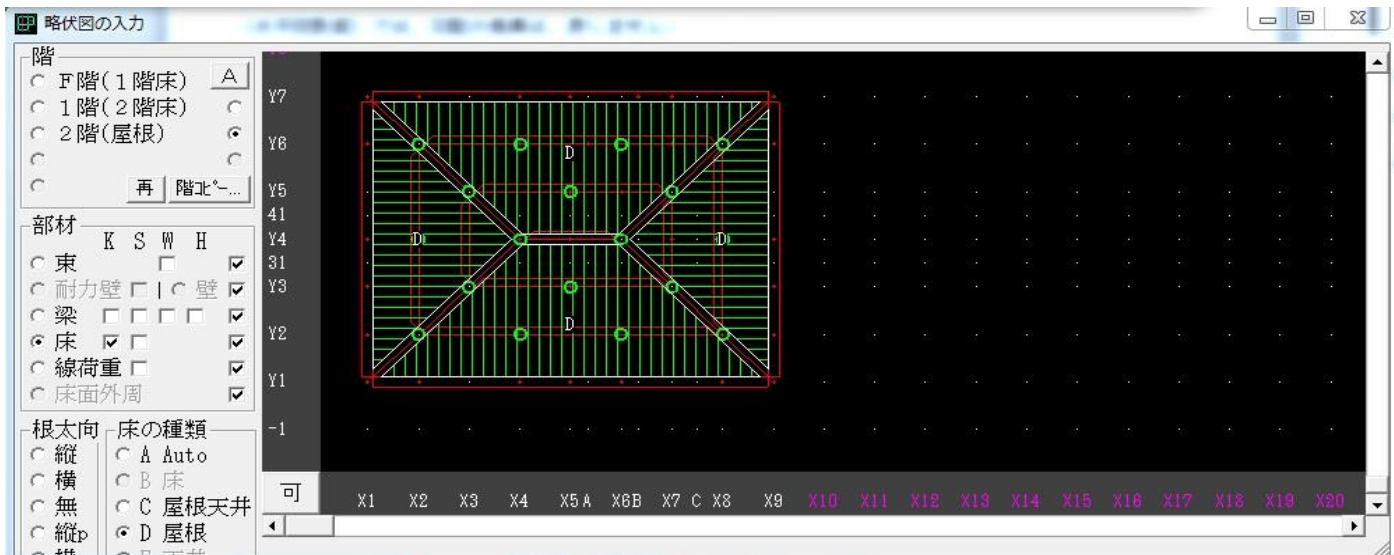 略伏図の入力
階
F階(1階床)
A
1階(2階床)
2階(屋根)
再
階ｺﾋﾟｰ...
部材
K S W H
束
耐力壁 | 壁
梁
床
線荷重
床面外周
根太向
縦
横
無
縦p
床の種類
A Auto
B 床
C 屋根天井
D 屋根
Y7
Y6
Y5
41
Y4
31
Y3
Y2
Y1
-1
D
D
D
D
可
X1 X2 X3 X4 X5 A X6B X7 C X8 X9 X10 X11 X12 X13 X14 X15 X16 X17 X18 X19 X20